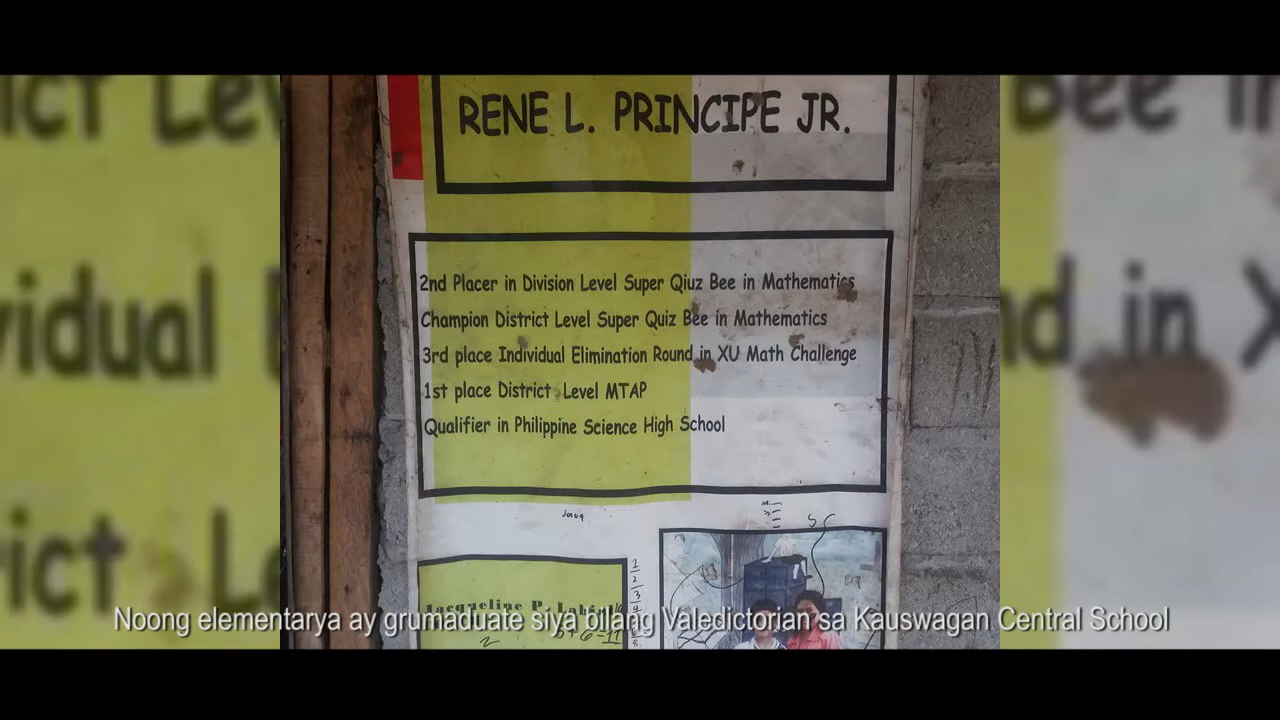 RENE L. PRINCIPE JR.
2nd Placer in Division Level Super Qiuz Bee in Mathematics
Champion District Level Super Quiz Bee in Mathematics
3rd place Individual Elimination Round in XU Math Challenge
1st place District Level MTAP
Qualifier in Philippine Science High School
Jacqueline P.
Noong elementarya ay grumaduate siya bilang Valedictorian sa Kauswagan Central School